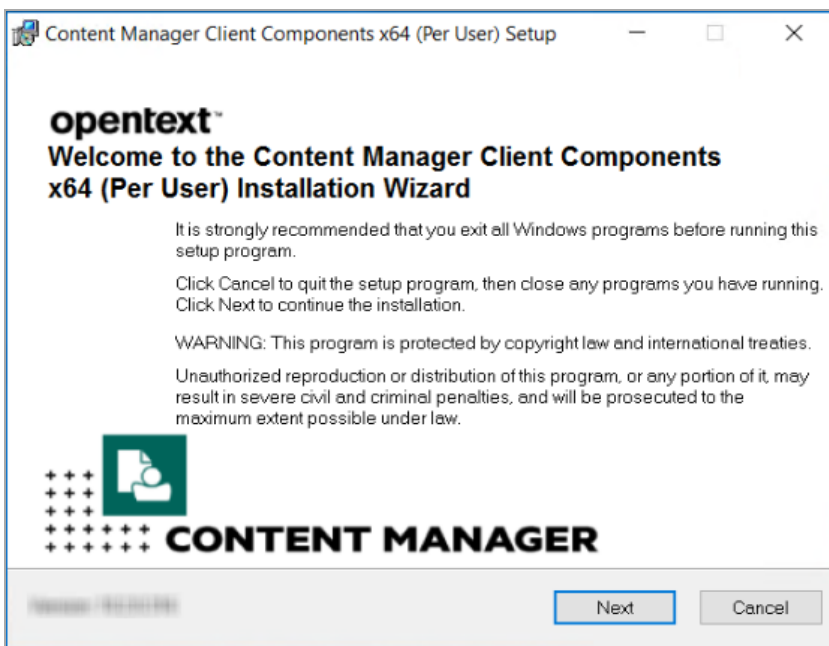 Content Manager Client Components x64 (Per User) Setup
opentext™
Welcome to the Content Manager Client Components
x64 (Per User) Installation Wizard
It is strongly recommended that you exit all Windows programs before running this
setup program.
Click Cancel to quit the setup program, then close any programs you have running.
Click Next to continue the installation.
WARNING: This program is protected by copyright law and international treaties.
Unauthorized reproduction or distribution of this program, or any portion of it, may
result in severe civil and criminal penalties, and will be prosecuted to the
maximum extent possible under law.
CONTENT MANAGER
Next
Cancel